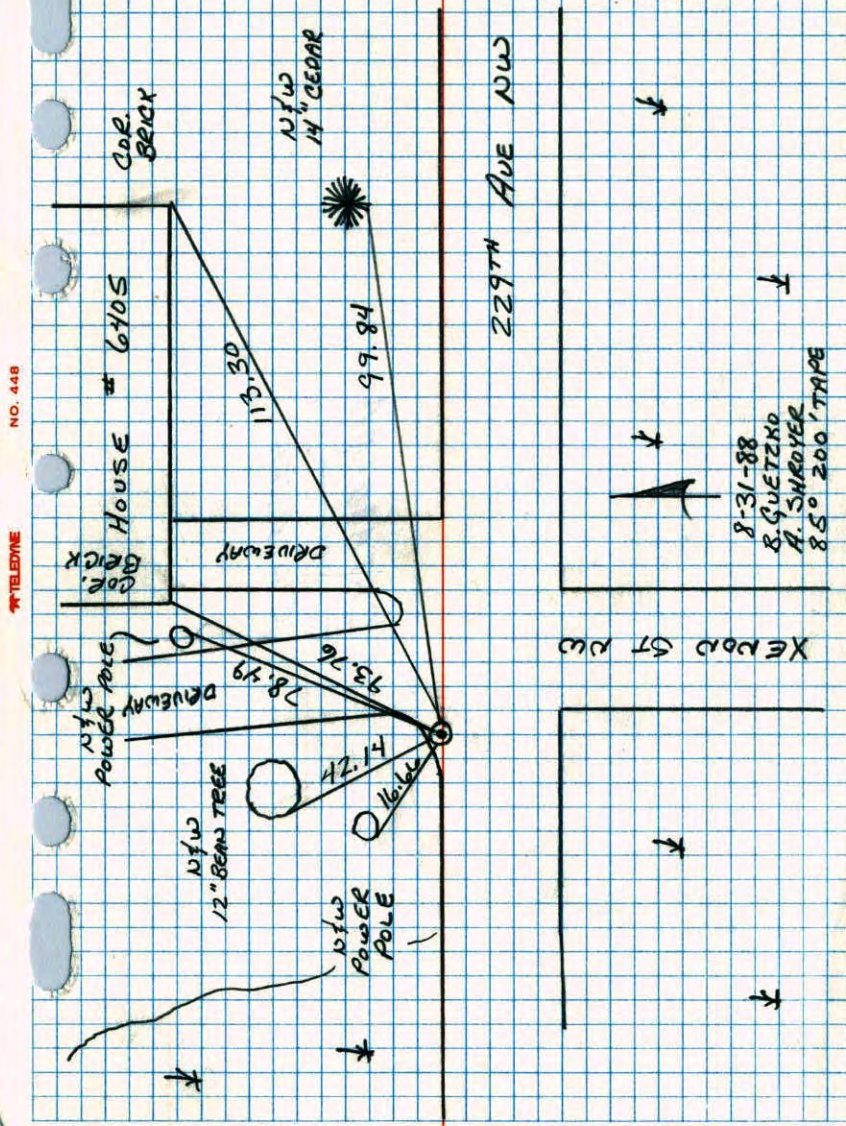 NO. 448
TELEDYNE
COR.
BRICK
N & W
14" CEDAR
HOUSE # 6405
113.30
99.84
229TH AVE NW
COR.
BRICK
DRIVEWAY
POWER POLE
DRIVEWAY
78.49
93.76
N & W
12" BEAN TREE
42.14
16.66
N & W
POWER
POLE
XENON ST NW
8-31-88
B. GUETZKO
A. SHROYER
85° 200' TAPE